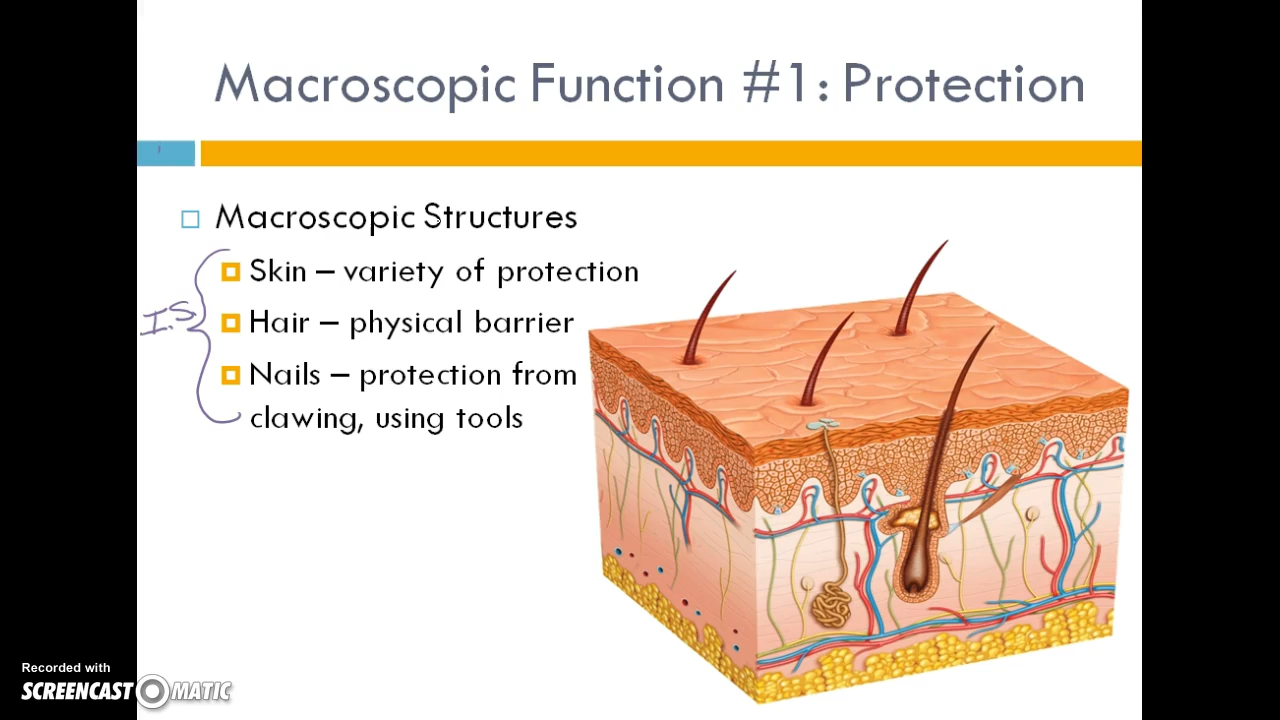 Macroscopic Function #1: Protection
Macroscopic Structures
Skin – variety of protection
I.S
Hair – physical barrier
Nails – protection from
clawing, using tools
Recorded with
SCREENCAST MATIC